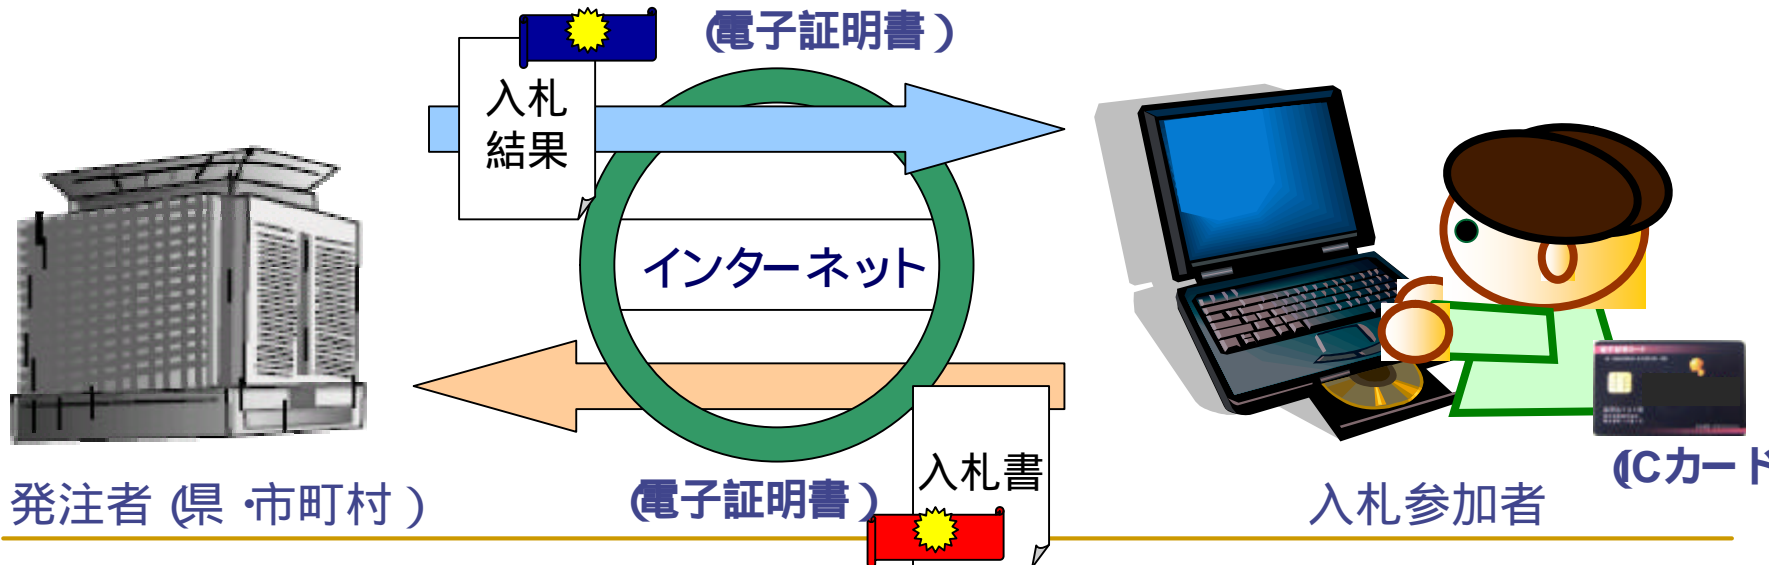 (電子証明書)
入札
結果
インターネット
入札書
(電子証明書)
発注者(県・市町村)
入札参加者
(ICカード